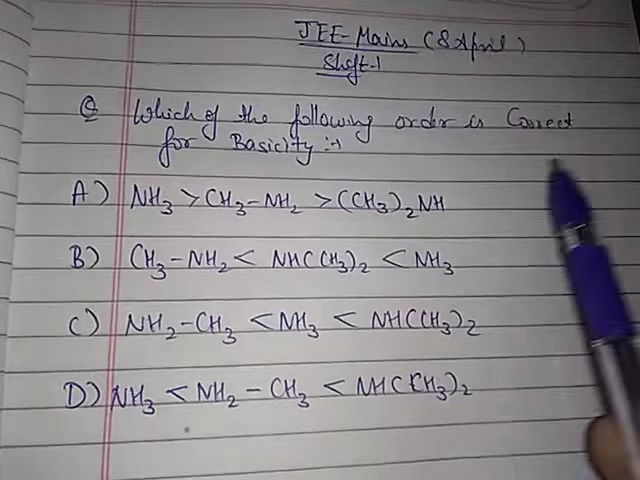 JEE-Mains (8 April)
Shift-1
Q Which of the following order is Correct
for Basicity :→
A) NH3 > CH3-NH2 > (CH3)2NH
B) CH3-NH2 < NH(CH3)2 < NH3
C) NH2-CH3 < NH3 < NH(CH3)2
D) NH3 < NH2-CH3 < NH(CH3)2